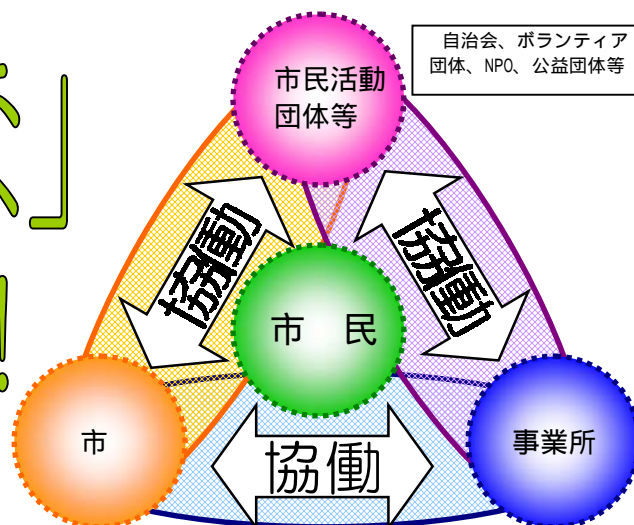 自治会、ボランティア
団体、NPO、公益団体等
市民活動
団体等
」
!
協働
協働
市 民
市
協働
事業所